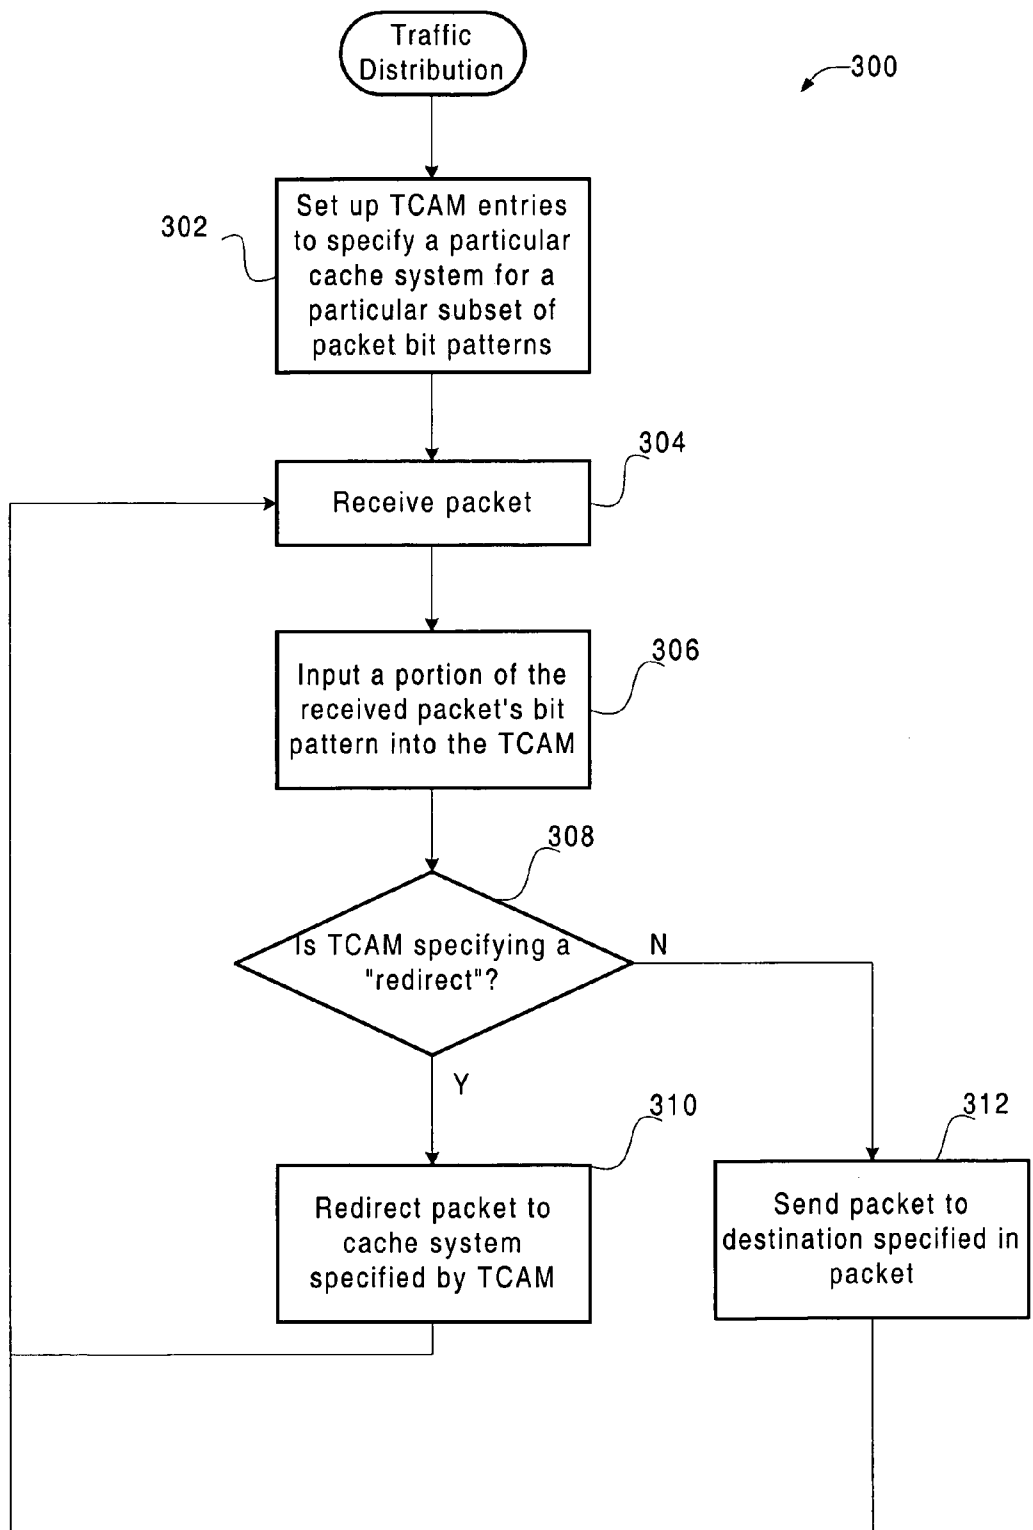 Traffic
Distribution
300
302
Set up TCAM entries
to specify a particular
cache system for a
particular subset of
packet bit patterns
304
Receive packet
306
Input a portion of the
received packet's bit
pattern into the TCAM
308
Is TCAM specifying a
"redirect"?
N
Y
310
Redirect packet to
cache system
specified by TCAM
312
Send packet to
destination specified in
packet